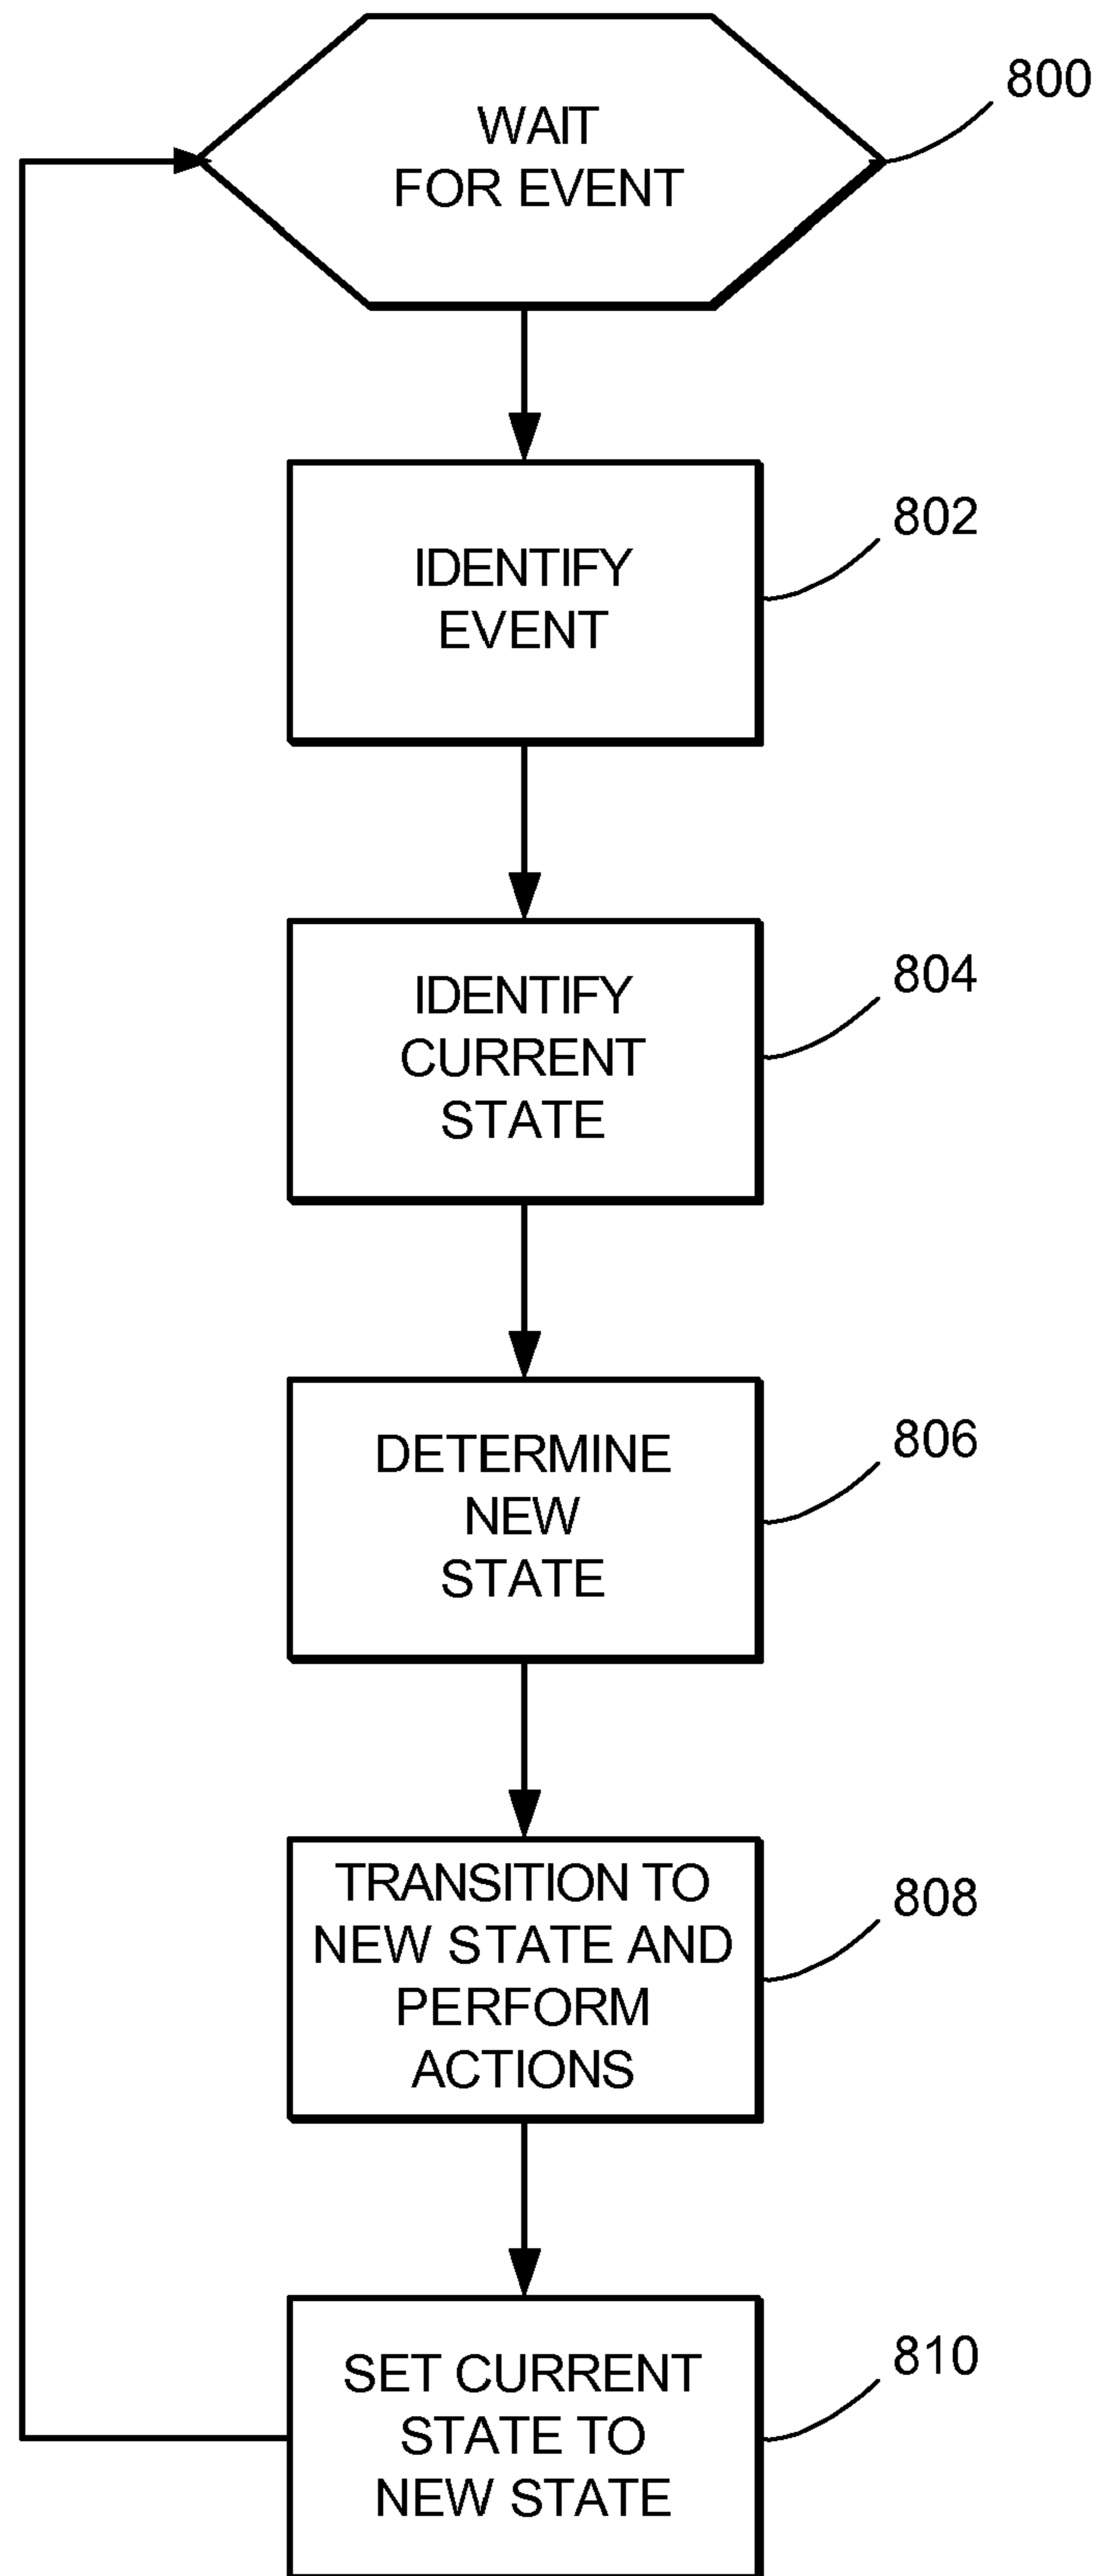 WAIT
FOR EVENT
800
IDENTIFY
EVENT
802
IDENTIFY
CURRENT
STATE
804
DETERMINE
NEW
STATE
806
TRANSITION TO
NEW STATE AND
PERFORM
ACTIONS
808
SET CURRENT
STATE TO
NEW STATE
810